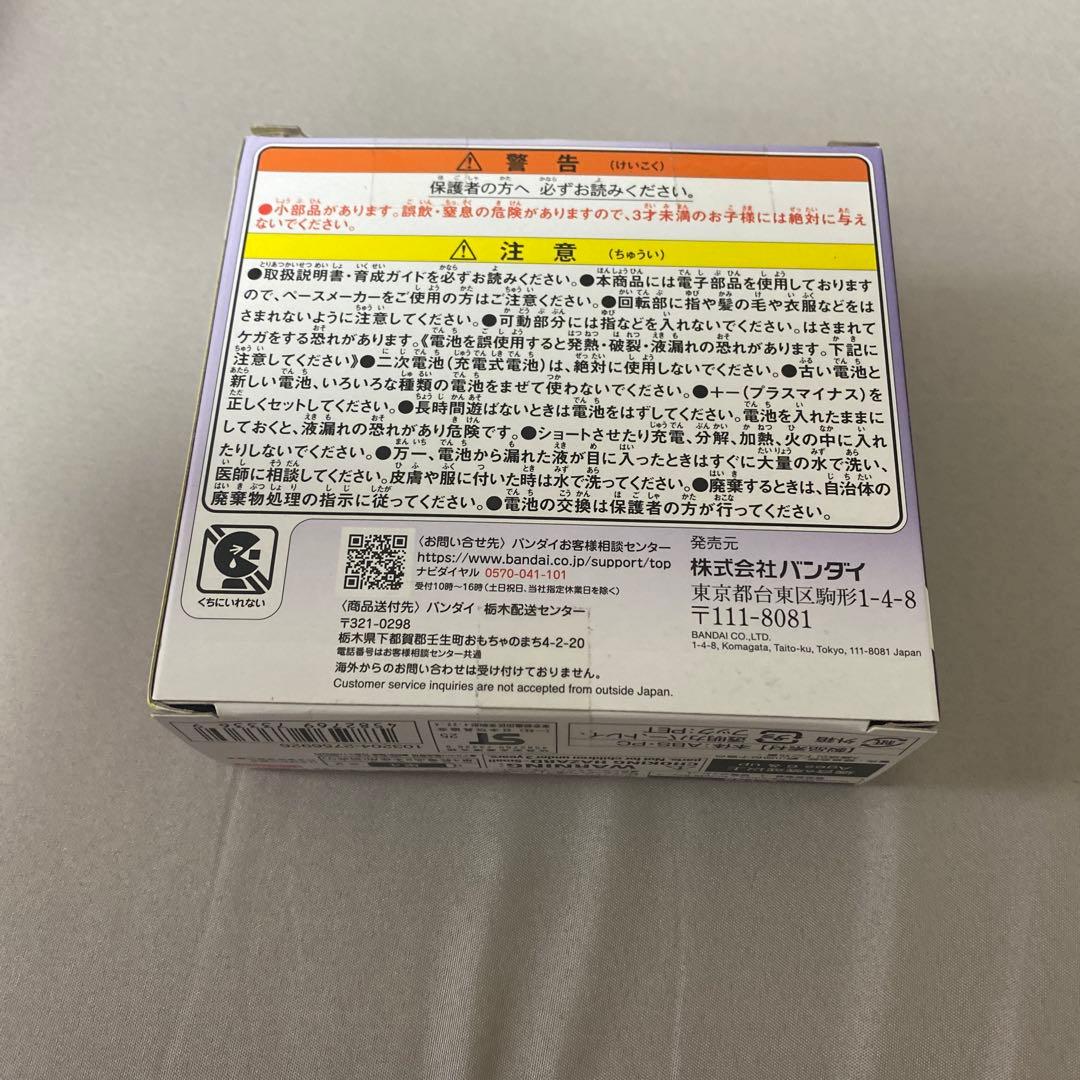 ⚠ 警告 (けいこく)
保護者の方へ 必ずお読みください。
●小部品があります。誤飲・窒息の危険がありますので、3才未満のお子様には絶対に与え
ないでください。
⚠ 注意 (ちゅうい)
●取扱説明書・育成ガイドを必ずお読みください。●本商品には電子部品を使用しております
ので、ペースメーカーをご使用の方はご注意ください。●回転部に指や髪の毛や衣服などをは
さまれないように注意してください。●可動部分には指などを入れないでください。はさまれて
ケガをする恐れがあります。《電池を誤使用すると発熱・破裂・液漏れの恐れがあります。下記に
注意してください》●二次電池(充電式電池)は、絶対に使用しないでください。●古い電池と
新しい電池、いろいろな種類の電池をまぜて使わないでください。●+−(プラスマイナス)を
正しくセットしてください。●長時間遊ばないときは電池をはずしてください。電池を入れたままに
しておくと、液漏れの恐れがあり危険です。●ショートさせたり充電、分解、加熱、火の中に入れ
たりしないでください。●万一、電池から漏れた液が目に入ったときはすぐに大量の水で洗い、
医師に相談してください。皮膚や服に付いた時は水で洗ってください。●廃棄するときは、自治体の
廃棄物処理の指示に従ってください。●電池の交換は保護者の方が行ってください。
くちにいれない
〈お問い合せ先〉バンダイお客様相談センター
https://www.bandai.co.jp/support/top
ナビダイヤル 0570-041-101
受付10時〜16時(土日祝日、当社指定休業日を除く)
〈商品送付先〉バンダイ 栃木配送センター
〒321-0298
栃木県下都賀郡壬生町おもちゃのまち4-2-20
電話番号はお客様相談センター共通
海外からのお問い合わせは受け付けておりません。
Customer service inquiries are not accepted from outside Japan.
発売元
株式会社バンダイ
東京都台東区駒形1-4-8
〒111-8081
BANDAI CO.,LTD.
1-4-8, Komagata, Taito-ku, Tokyo, 111-8081 Japan
ST
WARNING:
CHOKING HAZARD